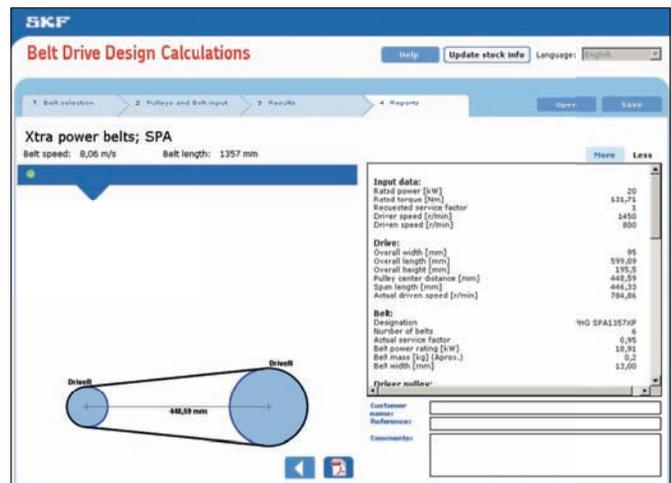 SKF
Belt Drive Design Calculations
Help Update stock info Language: English
1 Belt selection 2 Pulleys and Belt input 3 Results 4 Reports Open Save
Xtra power belts; SPA
Belt speed: 8,06 m/s Belt length: 1357 mm
More Less
Input data:
Rated power [kW] 20
Rated torque [Nm] 131,71
Requested service factor 1
Driver speed [r/min] 1450
Driven speed [r/min] 800
Drive:
Overall width [mm] 95
Overall length [mm] 599,09
Overall height [mm] 195,5
Pulley center distance [mm] 448,59
Span length [mm] 446,33
Actual driven speed [r/min] 784,86
Belt:
Designation PHG SPA1357XP
Number of belts 6
Actual service factor 0,95
Belt power rating [kW] 18,91
Belt mass [kg] (Aprox.) 0,2
Belt width [mm] 13,00
Driver pulley:
DriveR
DriveN
448,59 mm
Customer name:
Reference:
Comments: